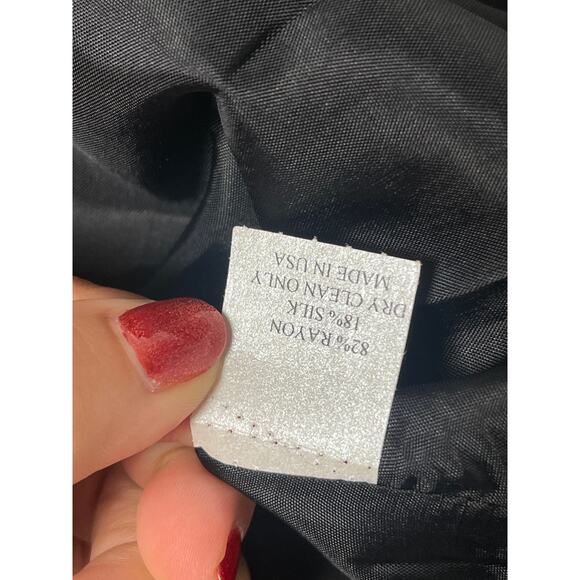 82% RAYON
18% SILK
DRY CLEAN ONLY
MADE IN USA